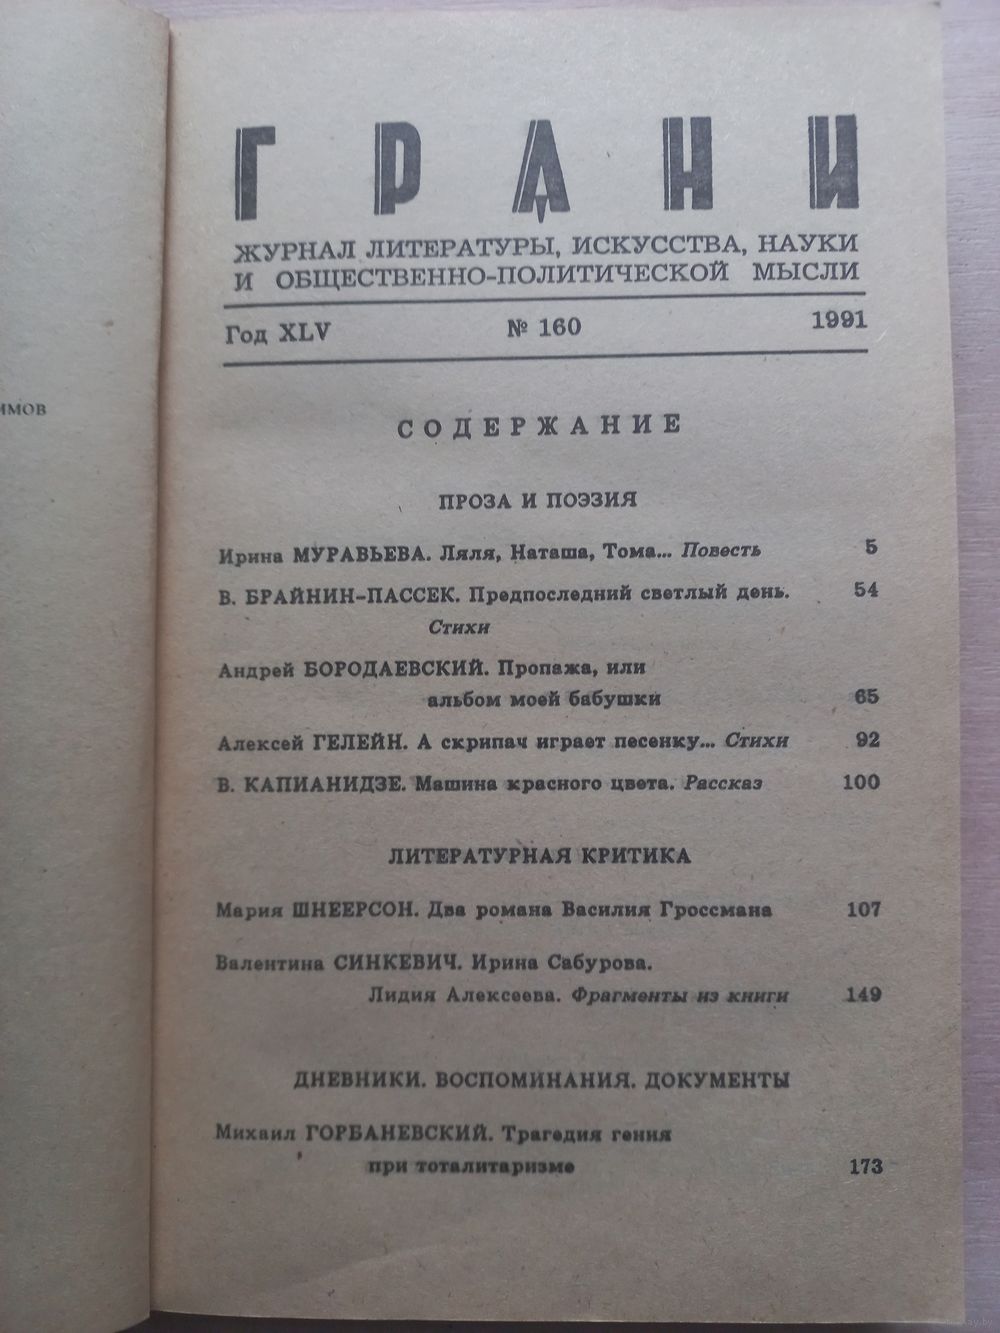 ГРАНИ
ЖУРНАЛ ЛИТЕРАТУРЫ, ИСКУССТВА, НАУКИ
И ОБЩЕСТВЕННО-ПОЛИТИЧЕСКОЙ МЫСЛИ
Год XLV № 160 1991
СОДЕРЖАНИЕ
ПРОЗА И ПОЭЗИЯ
Ирина МУРАВЬЕВА. Ляля, Наташа, Тома... Повесть 5
В. БРАЙНИН-ПАССЕК. Предпоследний светлый день. 54
Стихи
Андрей БОРОДАЕВСКИЙ. Пропажа, или
альбом моей бабушки 65
Алексей ГЕЛЕЙН. А скрипач играет песенку... Стихи 92
В. КАПИАНИДЗЕ. Машина красного цвета. Рассказ 100
ЛИТЕРАТУРНАЯ КРИТИКА
Мария ШНЕЕРСОН. Два романа Василия Гроссмана 107
Валентина СИНКЕВИЧ. Ирина Сабурова.
Лидия Алексеева. Фрагменты из книги 149
ДНЕВНИКИ. ВОСПОМИНАНИЯ. ДОКУМЕНТЫ
Михаил ГОРБАНЕВСКИЙ. Трагедия гения
при тоталитаризме 173